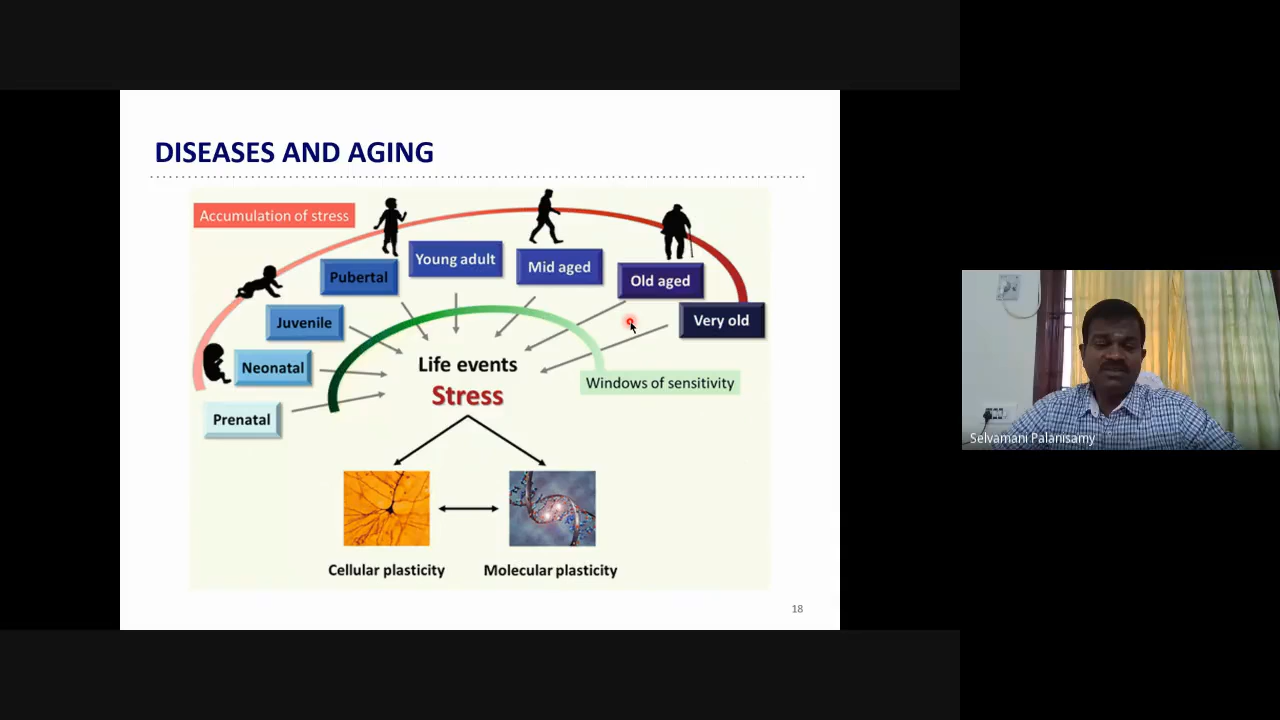 DISEASES AND AGING
Accumulation of stress
Young adult
Mid aged
Pubertal
Old aged
Juvenile
Very old
Neonatal
Life events
Stress
Windows of sensitivity
Prenatal
Cellular plasticity
Molecular plasticity
18
Selvamani Palanisamy